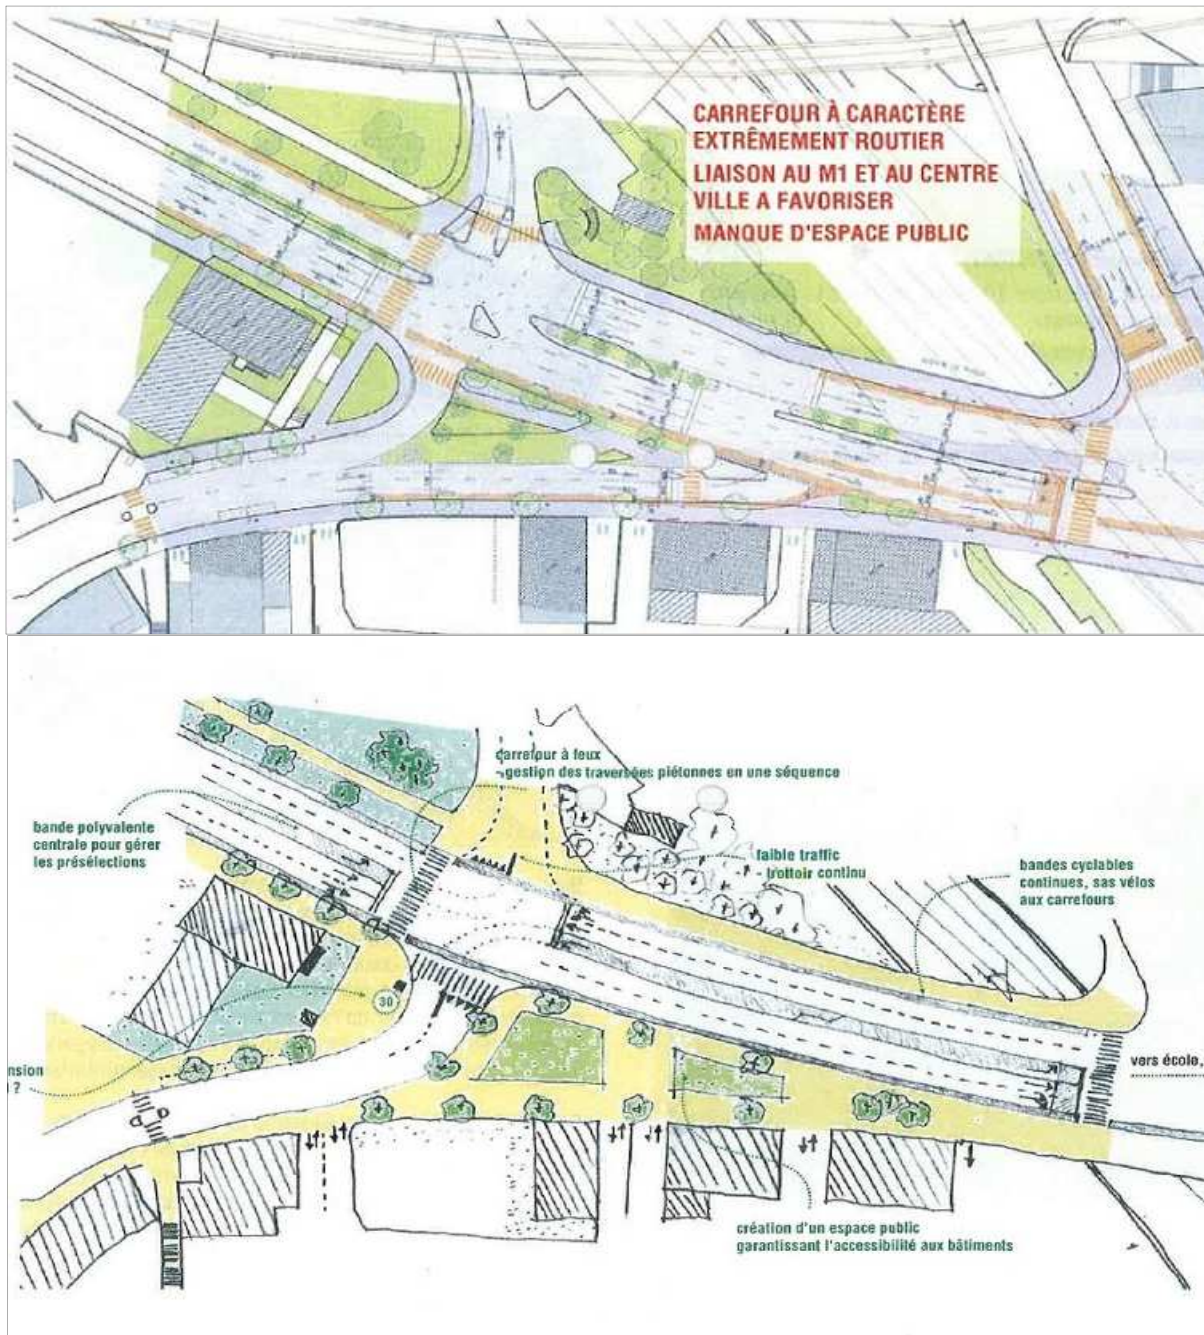 CARREFOUR À CARACTÈRE
EXTRÊMEMENT ROUTIER
LIAISON AU M1 ET AU CENTRE
VILLE A FAVORISER
MANQUE D'ESPACE PUBLIC
carrefour à feux
- gestion des traversées piétonnes en une séquence
bande polyvalente
centrale pour gérer
les présélections
faible traffic
- trottoir continu
bandes cyclables
continues, sas vélos
aux carrefours
30
nsion
?
vers école,
création d'un espace public
garantissant l'accessibilité aux bâtiments